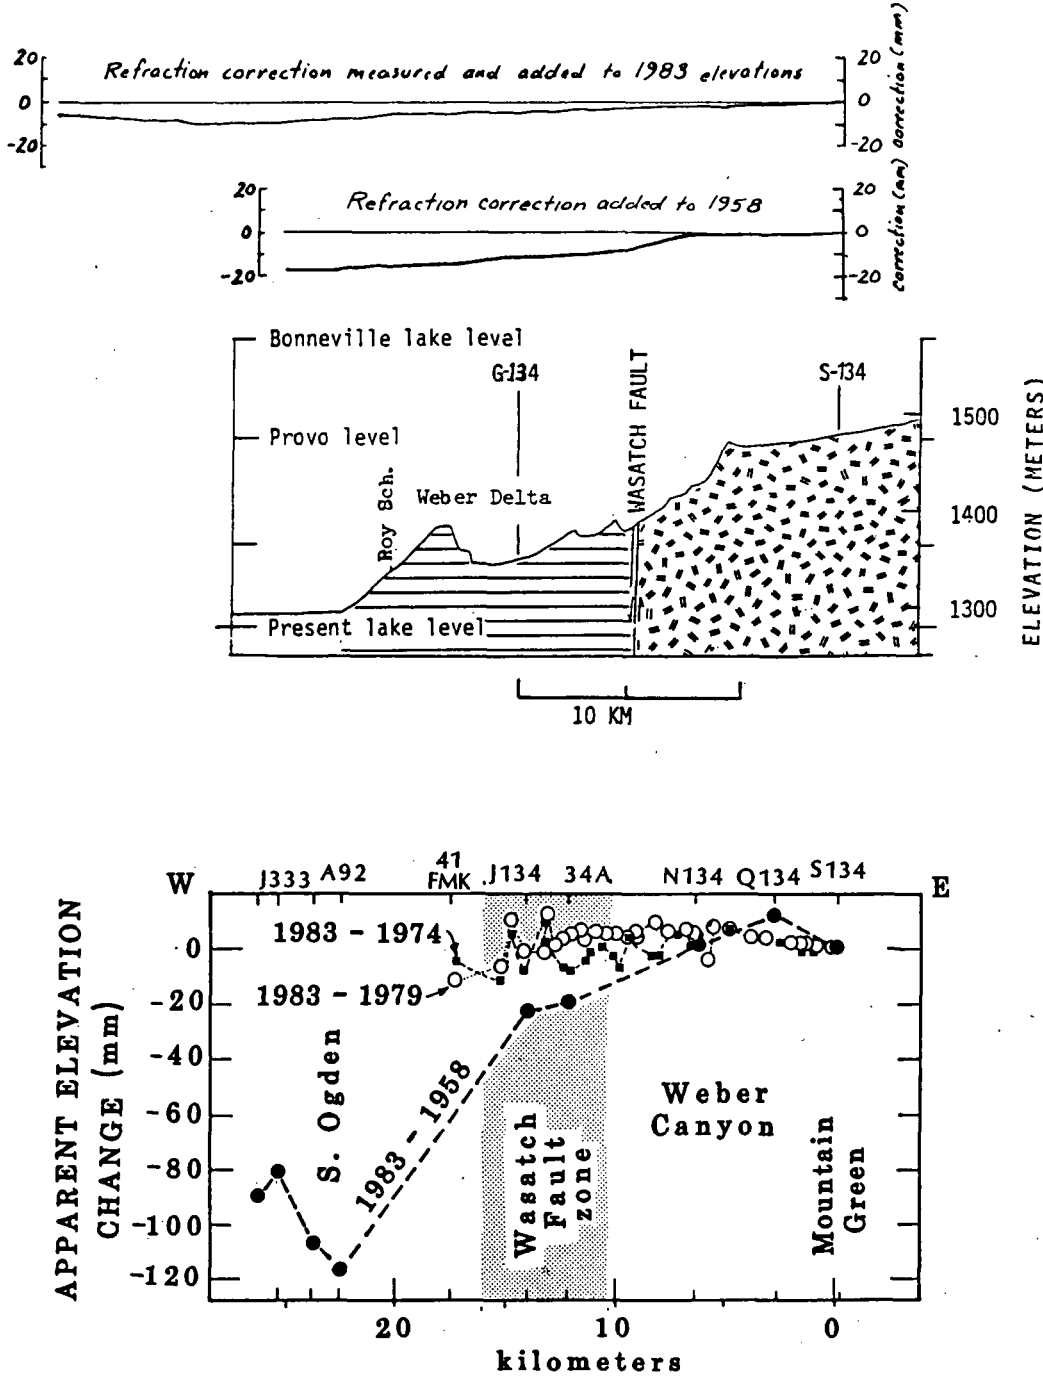 20
0
-20
Refraction correction measured and added to 1983 elevations
20
0
-20
correction (mm)
20
0
-20
Refraction correction added to 1958
20
0
-20
correction (mm)
Bonneville lake level
G-134
WASATCH FAULT
S-134
Provo level
Roy Sch.
Weber Delta
Present lake level
1500
1400
1300
ELEVATION (METERS)
10 KM
W
J333
A92
41
FMK
J134
34A
N134
Q134
S134
E
APPARENT ELEVATION
CHANGE (mm)
0
-20
-40
-60
-80
-100
-120
1983 - 1974
1983 - 1979
S. Ogden
1983 - 1958
Wasatch
Fault
zone
Weber
Canyon
Mountain
Green
20
10
0
kilometers